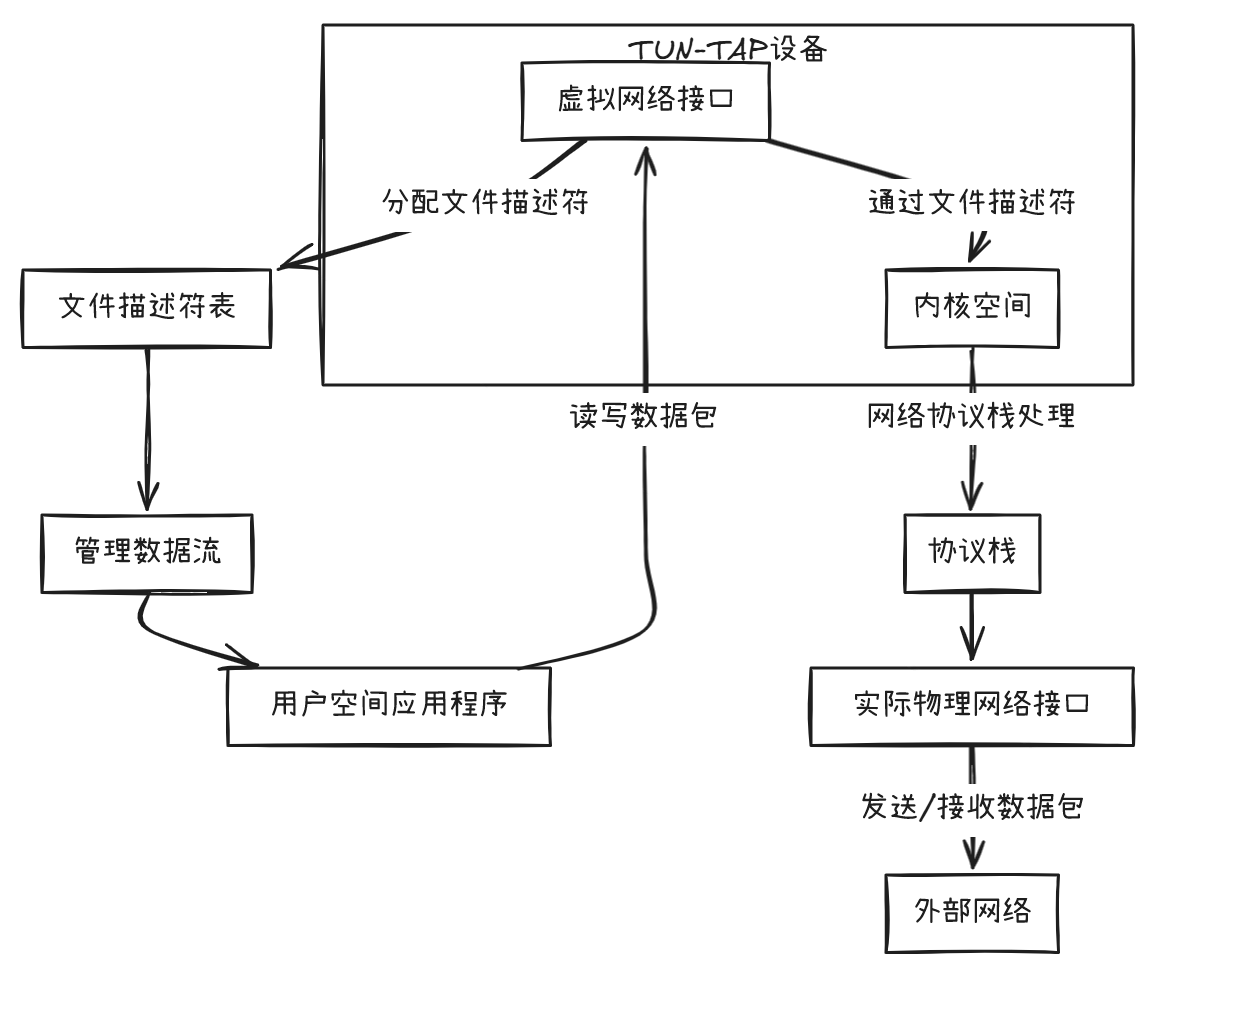 TUN-TAP设备
虚拟网络接口
分配文件描述符
通过文件描述符
文件描述符表
内核空间
读写数据包
网络协议栈处理
管理数据流
协议栈
用户空间应用程序
实际物理网络接口
发送/接收数据包
外部网络